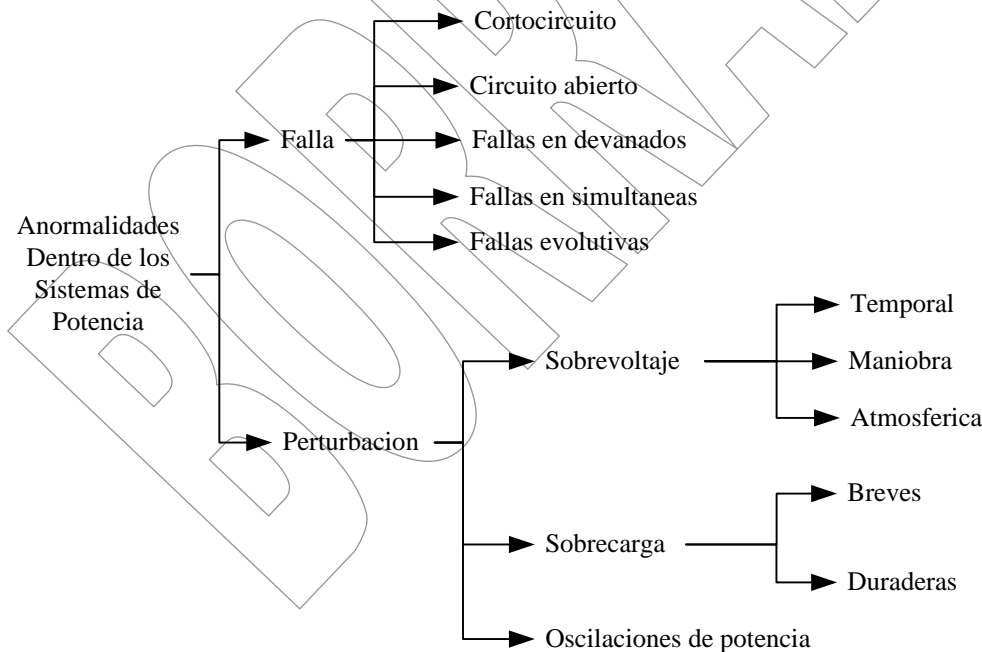 Cortocircuito
Circuito abierto
Falla
Fallas en devanados
Fallas en simultaneas
Fallas evolutivas
Anormalidades
Dentro de los
Sistemas de
Potencia
Temporal
Sobrevoltaje
Maniobra
Atmosferica
Perturbacion
Breves
Sobrecarga
Duraderas
Oscilaciones de potencia